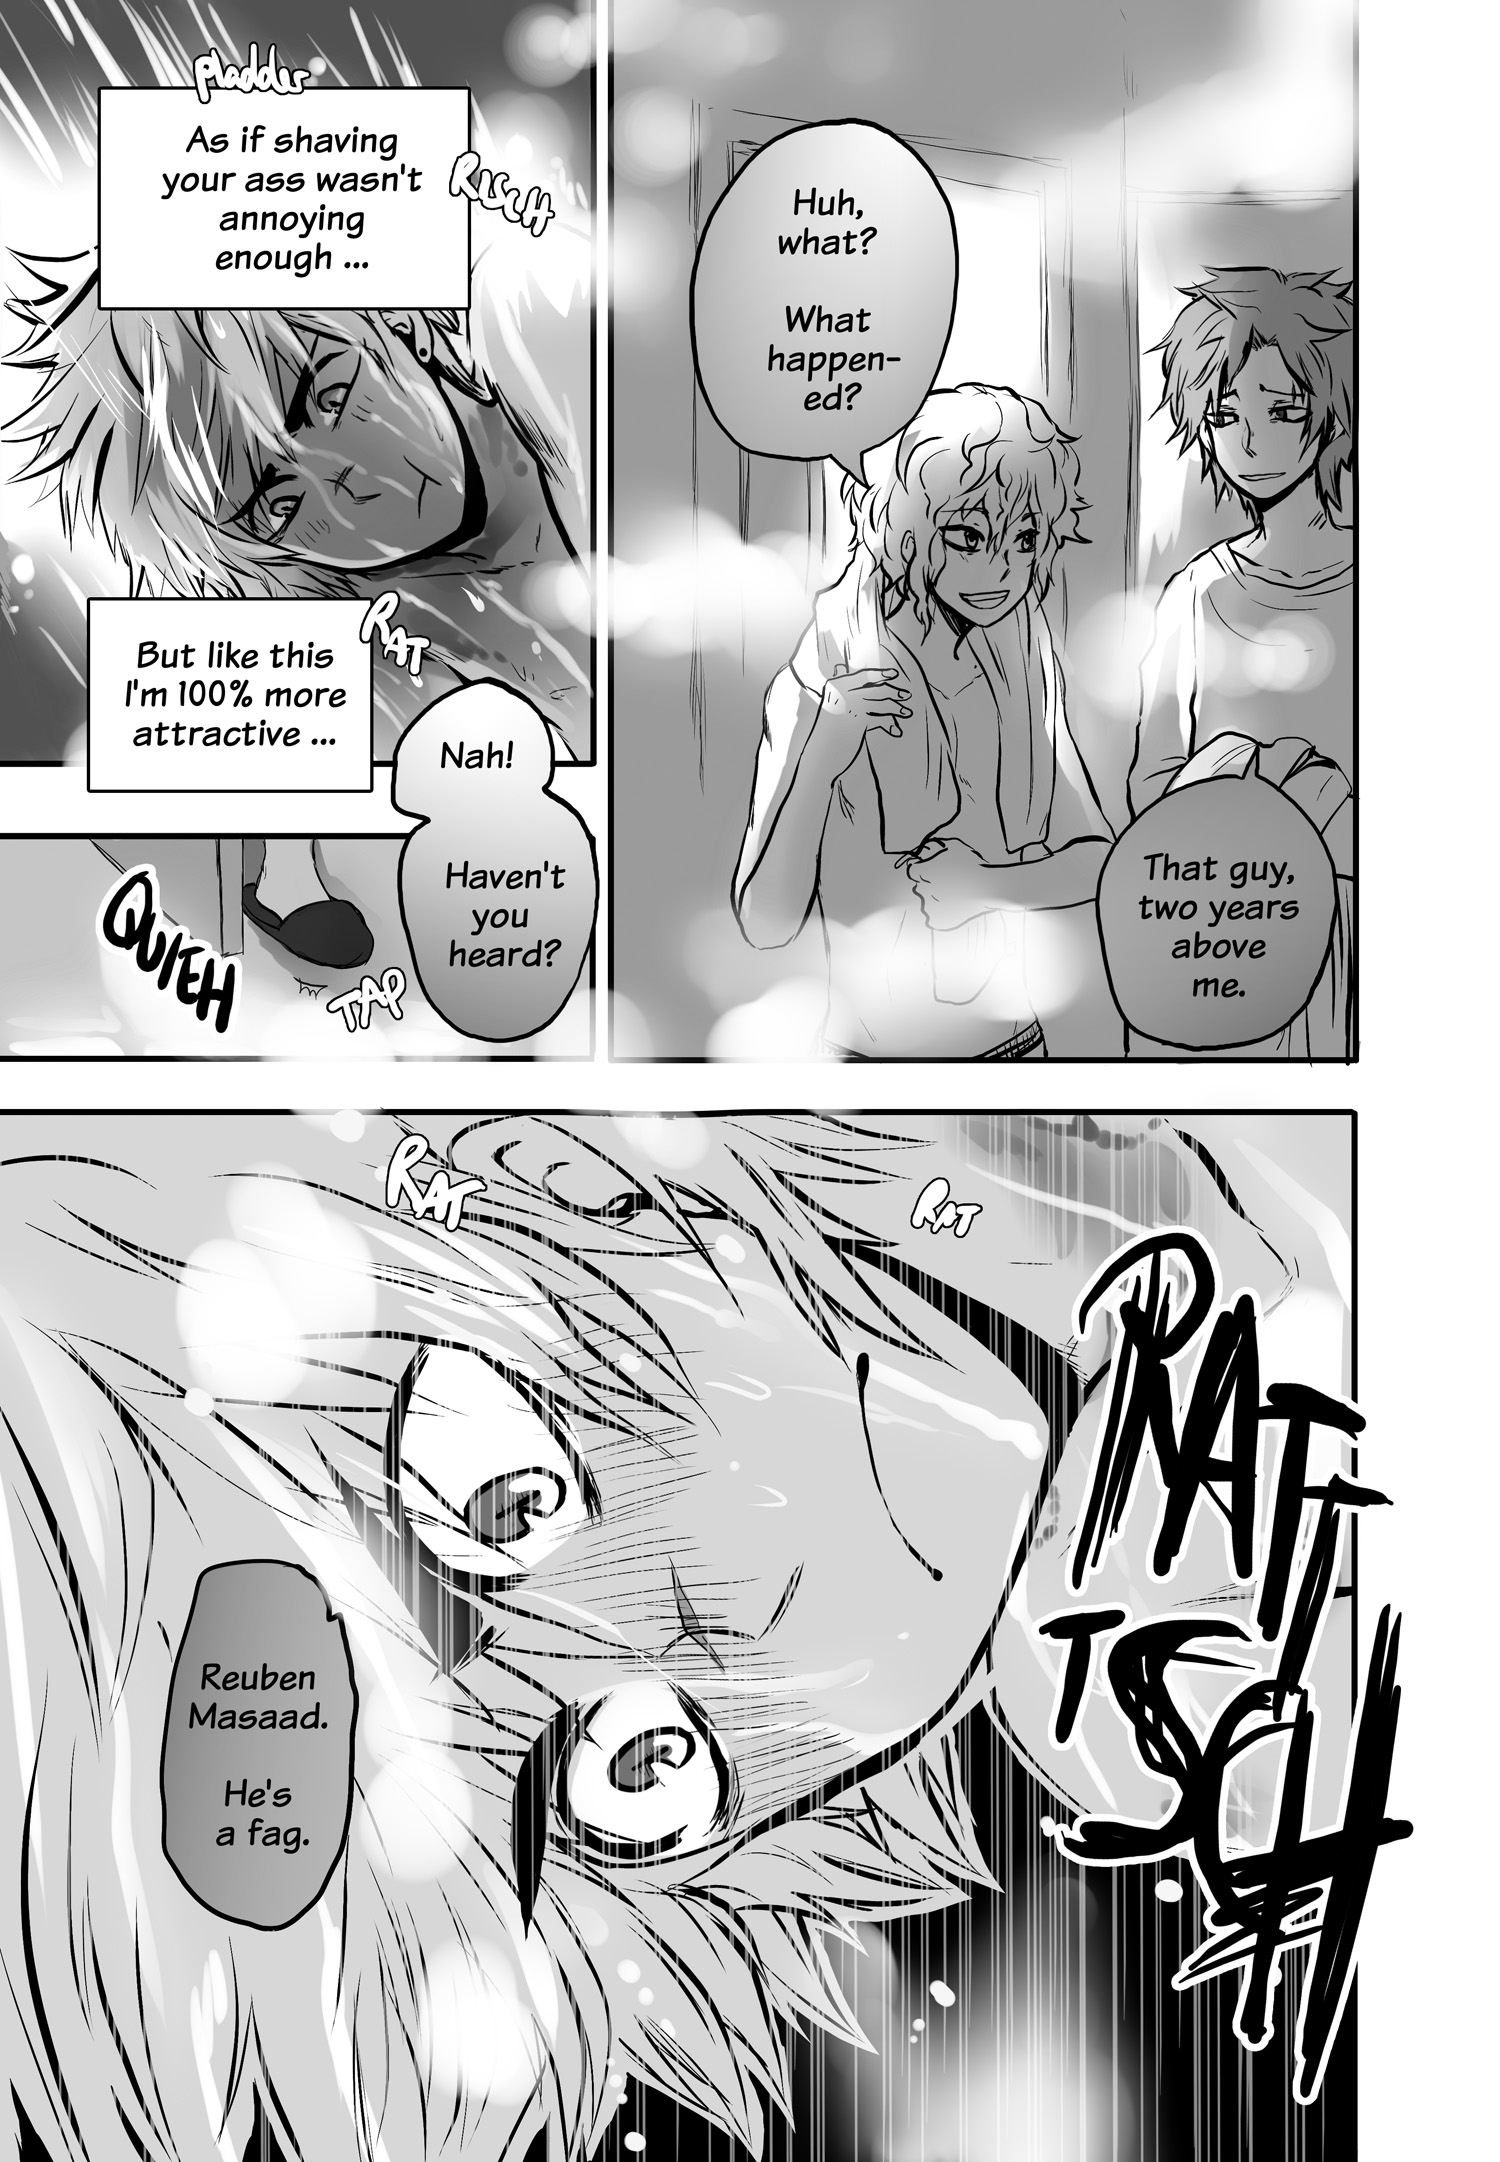 pladder
As if shaving
your ass wasn't
annoying
enough ...
RISCH
But like this
I'm 100% more
attractive ...
RAT
Nah!
Haven't
you
heard?
QUIEH
TAP
Huh,
what?
What
happen-
ed?
That guy,
two years
above
me.
RAT
RAT
RATTTSCH
Reuben
Masaad.
He's
a fag.